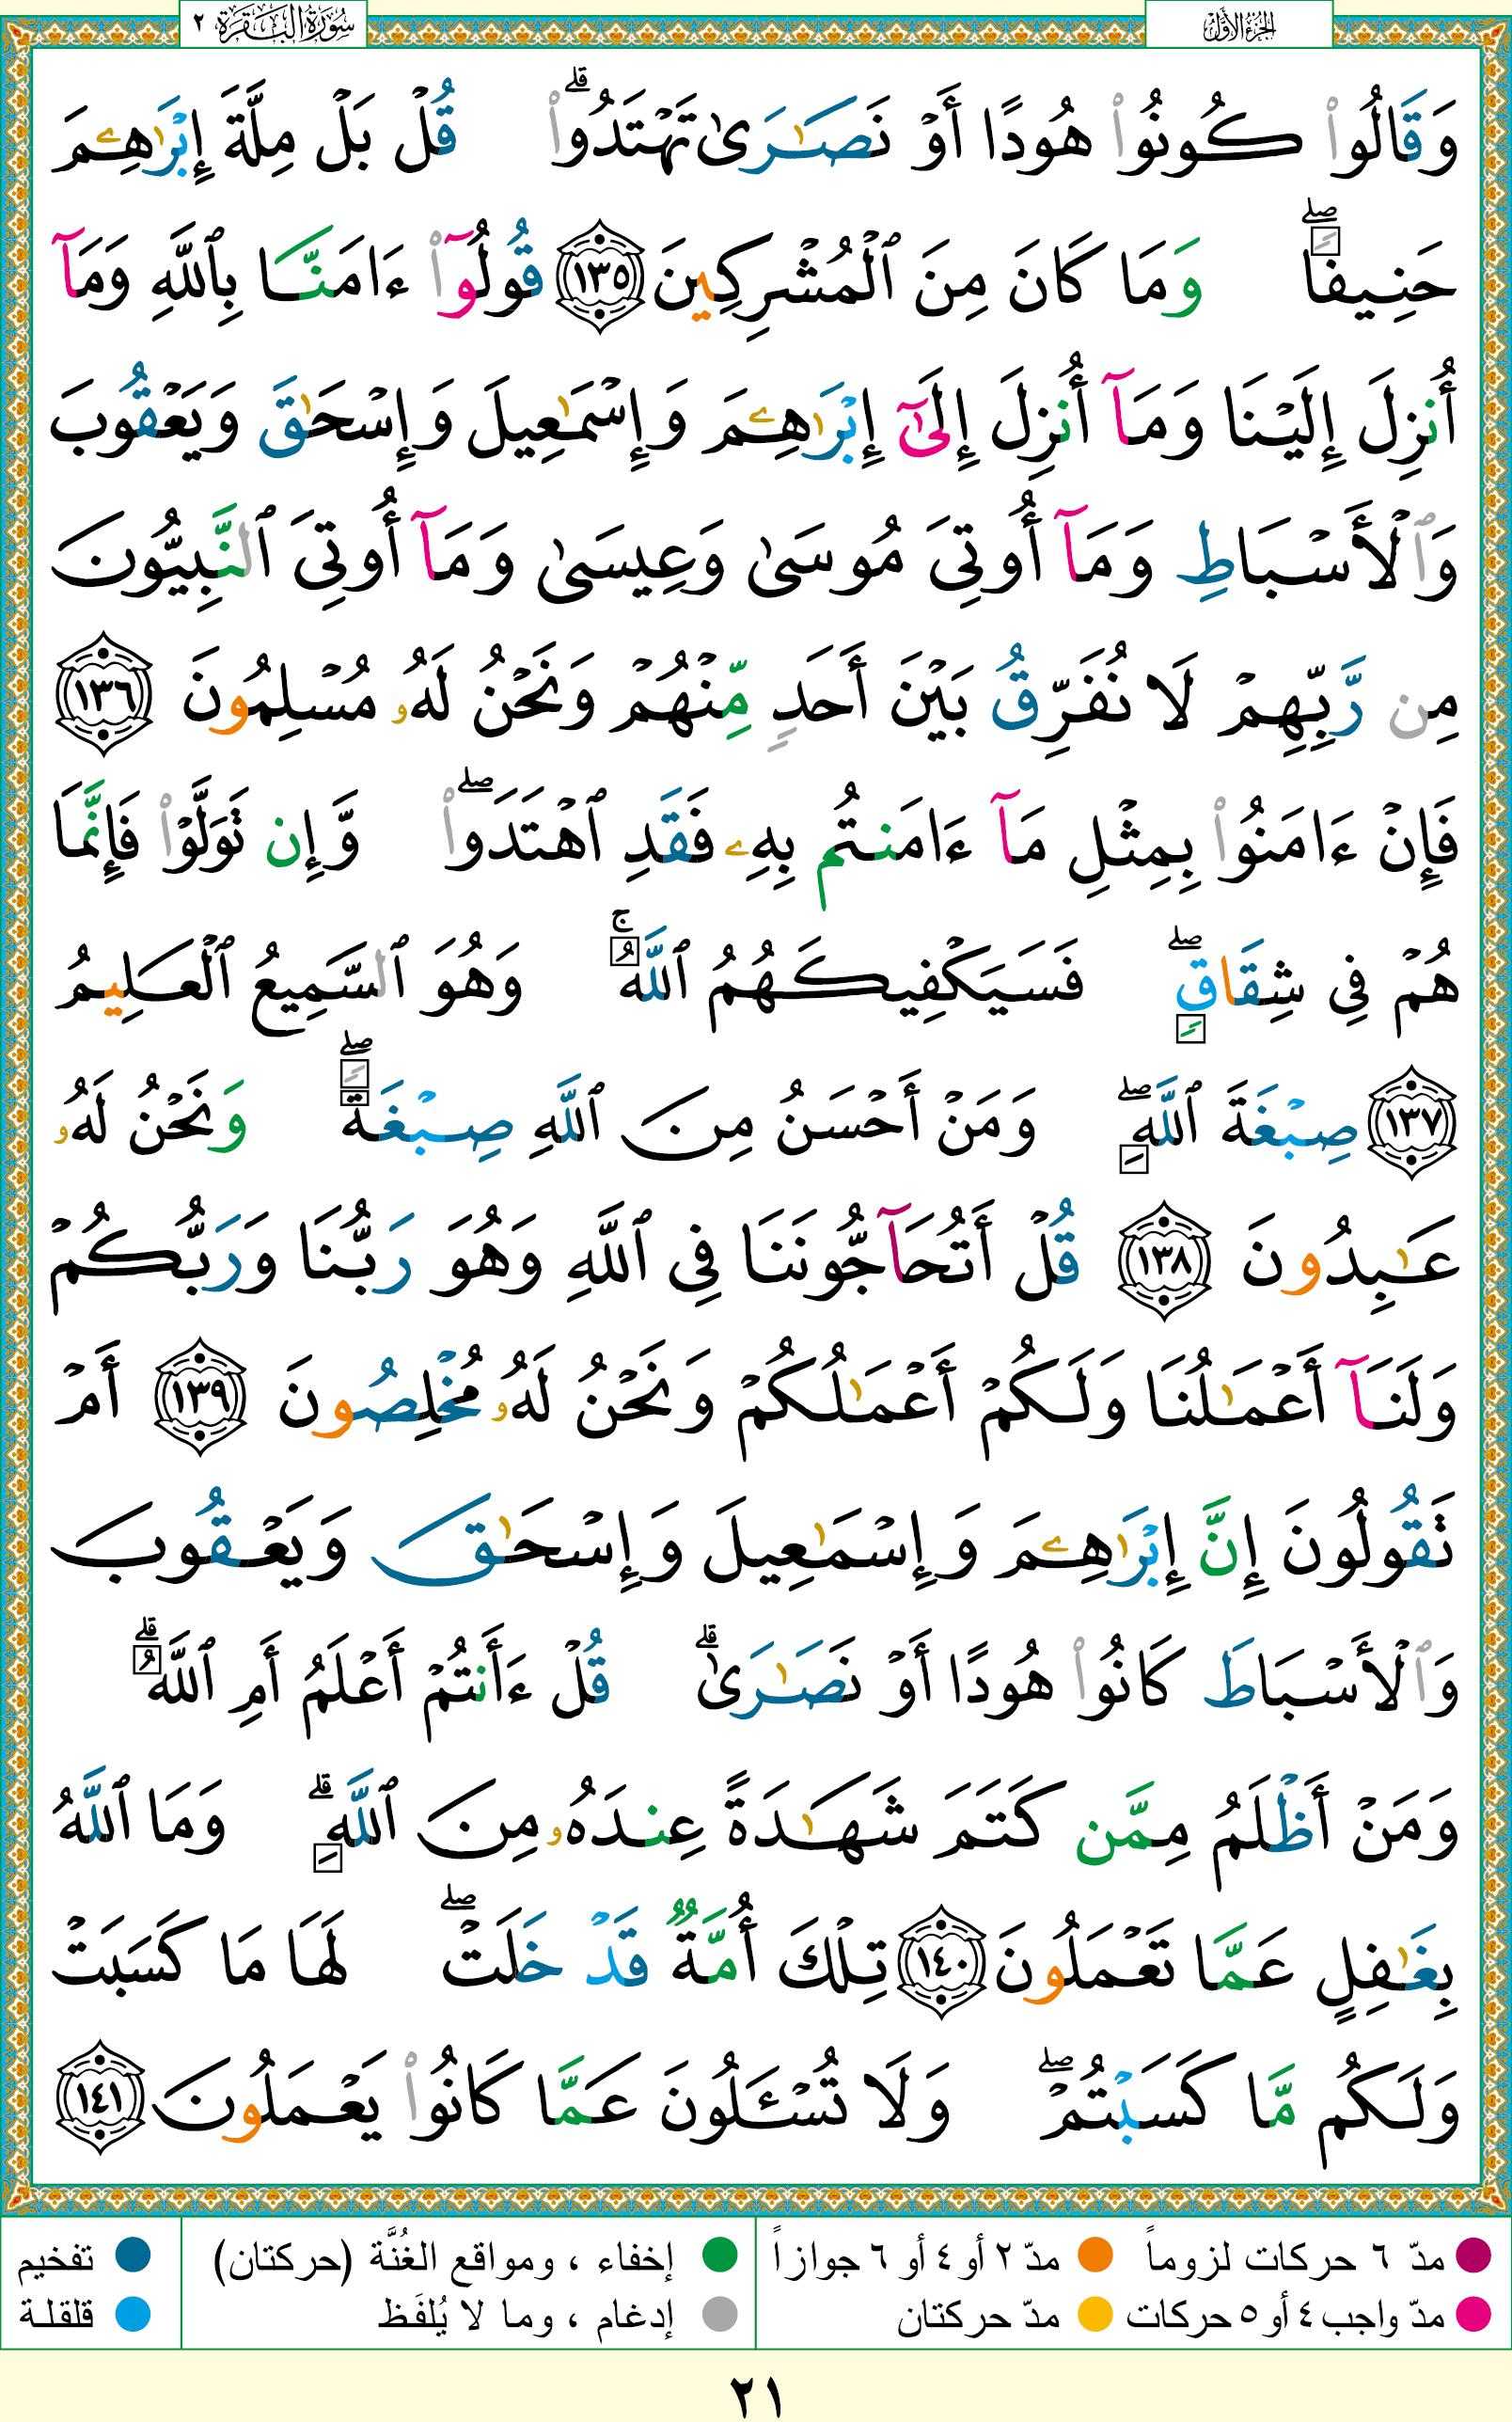 الجزء الأول
سورة البقرة ٢
وَقَالُوا۟ كُونُوا۟ هُودًا أَوْ نَصَـٰرَىٰ تَهْتَدُوا۟ ۗ قُلْ بَلْ مِلَّةَ إِبْرَٰهِـۧمَ
حَنِيفًا ۖ وَمَا كَانَ مِنَ ٱلْمُشْرِكِينَ ١٣٥ قُولُوٓا۟ ءَامَنَّا بِٱللَّهِ وَمَآ
أُنزِلَ إِلَيْنَا وَمَآ أُنزِلَ إِلَىٰٓ إِبْرَٰهِـۧمَ وَإِسْمَـٰعِيلَ وَإِسْحَـٰقَ وَيَعْقُوبَ
وَٱلْأَسْبَاطِ وَمَآ أُوتِىَ مُوسَىٰ وَعِيسَىٰ وَمَآ أُوتِىَ ٱلنَّبِيُّونَ
مِن رَّبِّهِمْ لَا نُفَرِّقُ بَيْنَ أَحَدٍ مِّنْهُمْ وَنَحْنُ لَهُۥ مُسْلِمُونَ ١٣٦
فَإِنْ ءَامَنُوا۟ بِمِثْلِ مَآ ءَامَنتُم بِهِۦ فَقَدِ ٱهْتَدَوا۟ ۖ وَّإِن تَوَلَّوْا۟ فَإِنَّمَا
هُمْ فِى شِقَاقٍ ۖ فَسَيَكْفِيكَهُمُ ٱللَّهُ ۚ وَهُوَ ٱلسَّمِيعُ ٱلْعَلِيمُ
١٣٧ صِبْغَةَ ٱللَّهِ ۖ وَمَنْ أَحْسَنُ مِنَ ٱللَّهِ صِبْغَةً ۖ وَنَحْنُ لَهُۥ
عَـٰبِدُونَ ١٣٨ قُلْ أَتُحَآجُّونَنَا فِى ٱللَّهِ وَهُوَ رَبُّنَا وَرَبُّكُمْ
وَلَنَآ أَعْمَـٰلُنَا وَلَكُمْ أَعْمَـٰلُكُمْ وَنَحْنُ لَهُۥ مُخْلِصُونَ ١٣٩ أَمْ
تَقُولُونَ إِنَّ إِبْرَٰهِـۧمَ وَإِسْمَـٰعِيلَ وَإِسْحَـٰقَ وَيَعْقُوبَ
وَٱلْأَسْبَاطَ كَانُوا۟ هُودًا أَوْ نَصَـٰرَىٰ ۗ قُلْ ءَأَنتُمْ أَعْلَمُ أَمِ ٱللَّهُ ۗ
وَمَنْ أَظْلَمُ مِمَّن كَتَمَ شَهَـٰدَةً عِندَهُۥ مِنَ ٱللَّهِ ۗ وَمَا ٱللَّهُ
بِغَـٰفِلٍ عَمَّا تَعْمَلُونَ ١٤٠ تِلْكَ أُمَّةٌ قَدْ خَلَتْ ۖ لَهَا مَا كَسَبَتْ
وَلَكُم مَّا كَسَبْتُمْ ۖ وَلَا تُسْـَٔلُونَ عَمَّا كَانُوا۟ يَعْمَلُونَ ١٤١
مدّ ٦ حركات لزوماً مدّ ٢ أو ٤ أو ٦ جوازاً إخفاء ، ومواقع الغُنَّة (حركتان) تفخيم
مدّ واجب ٤ أو ٥ حركات مدّ حركتان إدغام ، وما لا يُلفَظ قلقلة
٢١